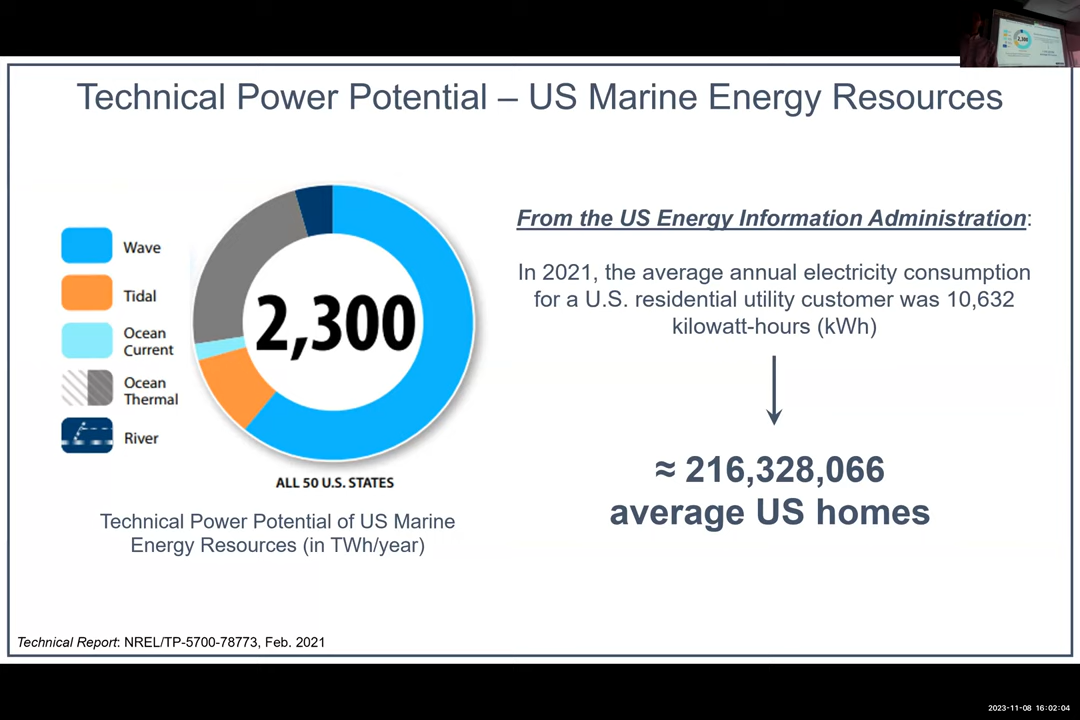 Technical Power Potential – US Marine Energy Resources
Wave
Tidal
Ocean
Current
Ocean
Thermal
River
2,300
ALL 50 U.S. STATES
Technical Power Potential of US Marine
Energy Resources (in TWh/year)
From the US Energy Information Administration:
In 2021, the average annual electricity consumption
for a U.S. residential utility customer was 10,632
kilowatt-hours (kWh)
≈ 216,328,066
average US homes
Technical Report: NREL/TP-5700-78773, Feb. 2021
2023-11-08 16:02:04